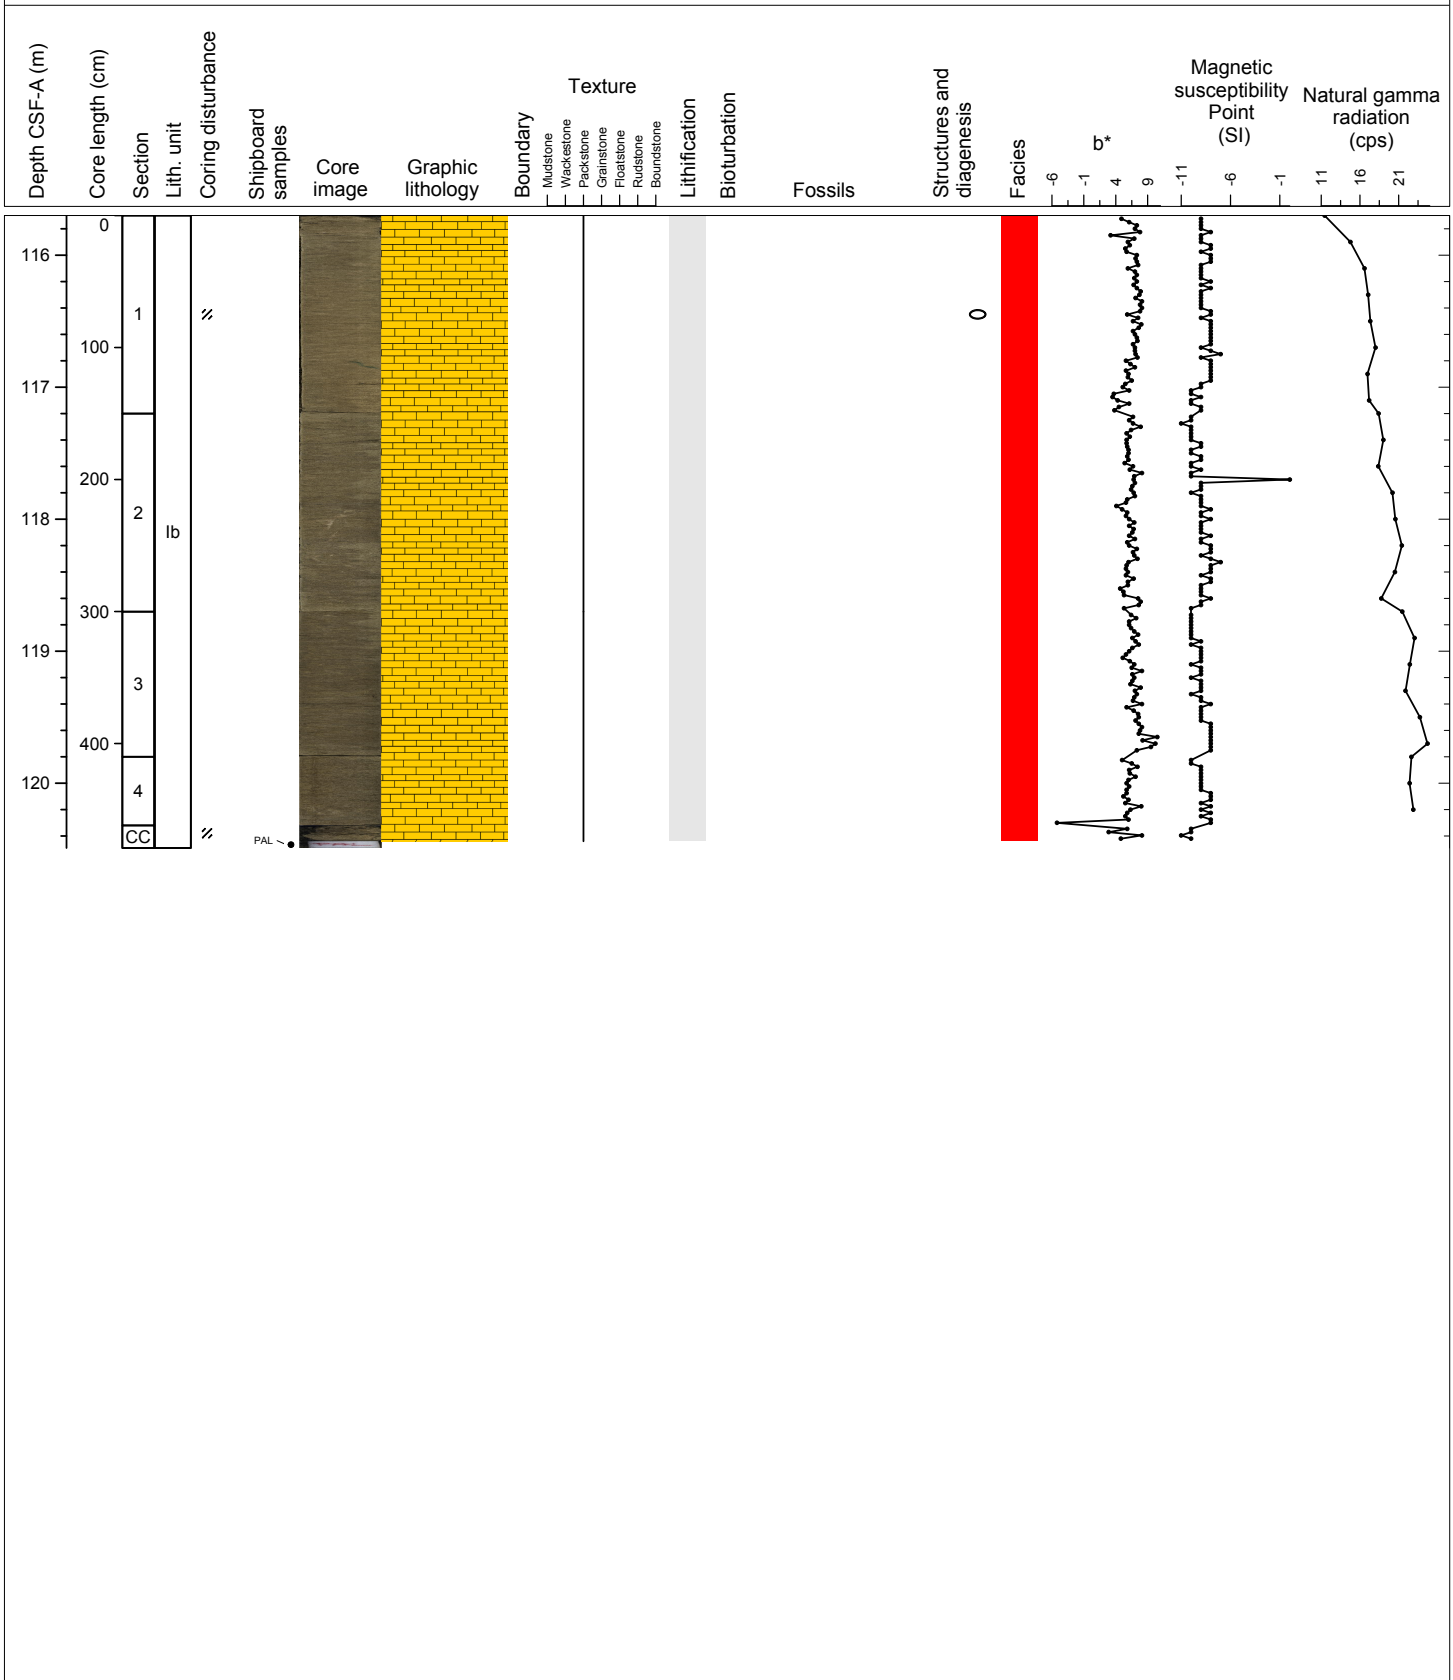 Depth CSF-A (m)
Core length (cm)
Section
Lith. unit
Coring disturbance
Shipboard
samples
Core
image
Graphic
lithology
Boundary
Texture
Mudstone
Wackestone
Packstone
Grainstone
Floatstone
Rudstone
Boundstone
Lithification
Bioturbation
Fossils
Structures and
diagenesis
Facies
b*
-6 -1 4 9
Magnetic
susceptibility
Point
(SI)
-11 -6 -1
Natural gamma
radiation
(cps)
11 16 21
116
117
118
119
120
0
100
200
300
400
1
2
3
4
CC
Ib
PAL